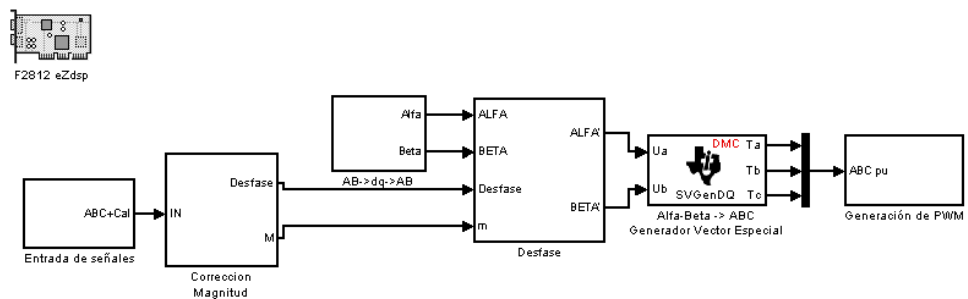 F2812 eZdsp
ABC+Cal
Entrada de señales
IN
Desfase
M
Correccion
Magnitud
Alfa
Beta
AB->dq->AB
ALFA
BETA
Desfase
m
ALFA'
BETA'
Desfase
Ua
Ub
DMC
Ta
Tb
Tc
SVGenDQ
Alfa-Beta -> ABC
Generador Vector Especial
ABC pu
Generación de PWM